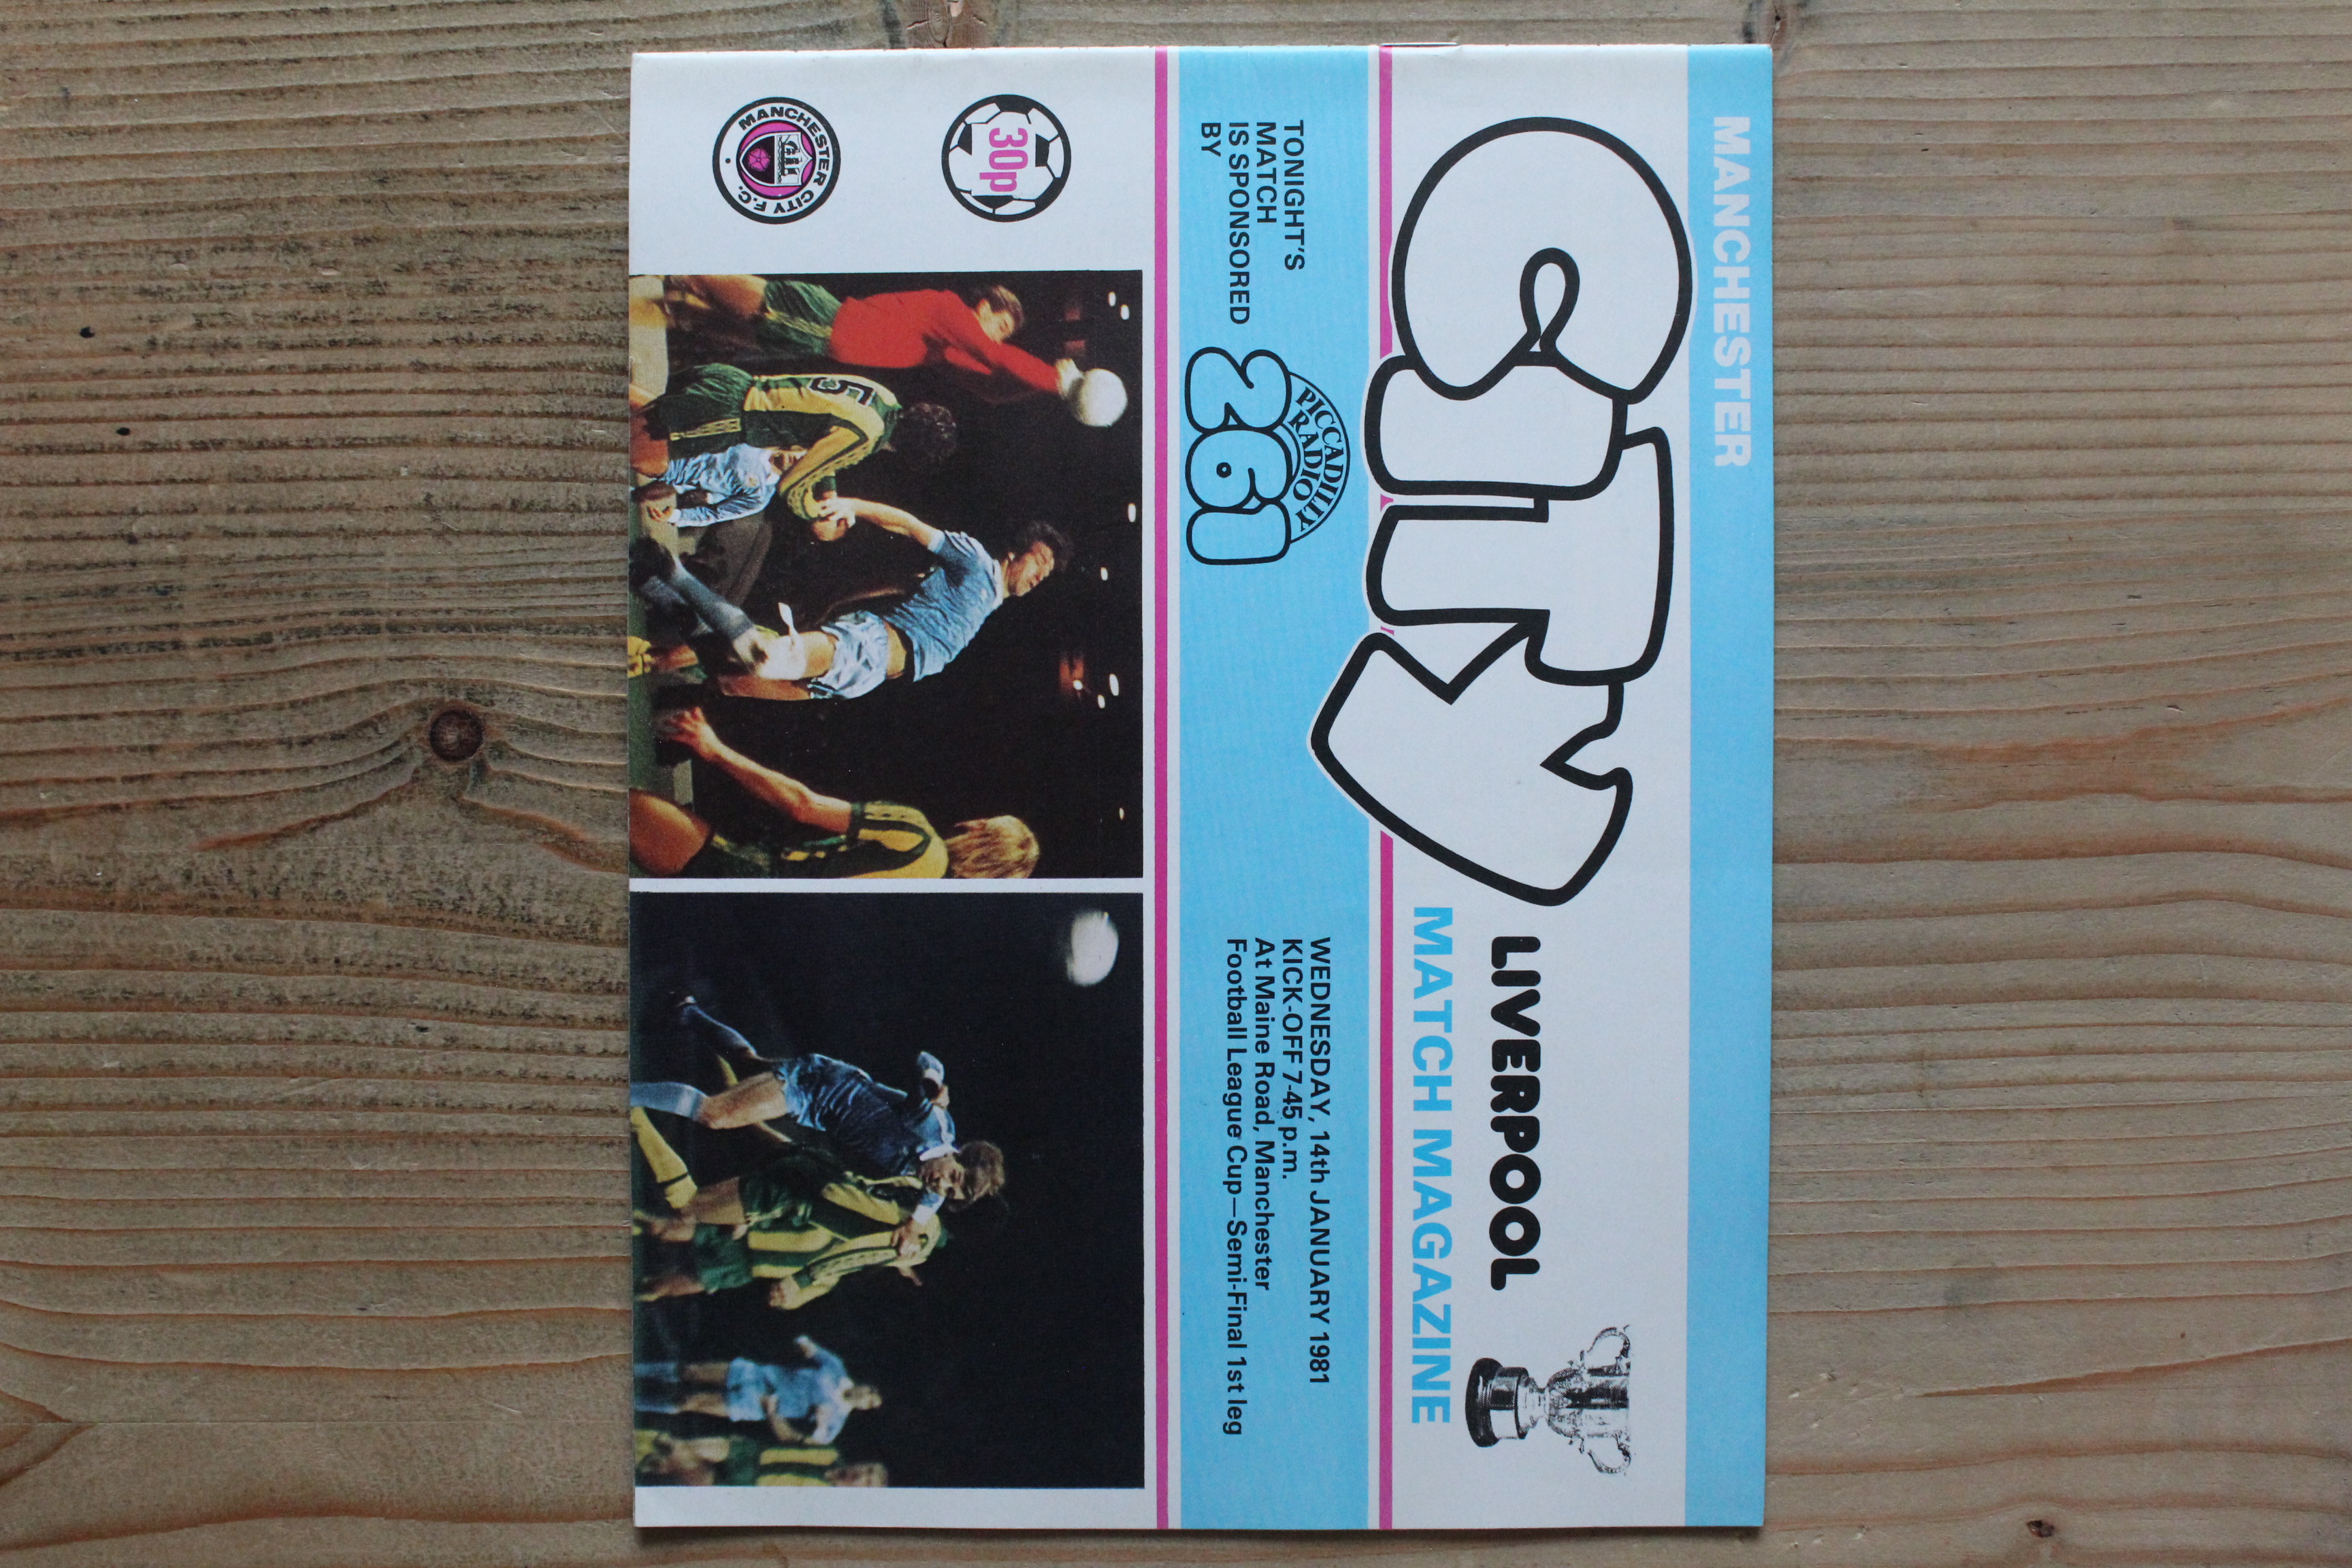 MANCHESTER
CITY
LIVERPOOL
MATCH MAGAZINE
TONIGHT'S
MATCH
IS SPONSORED
BY
PICCADILLY
RADIO
261
WEDNESDAY, 14th JANUARY 1981
KICK-OFF 7-45 p.m.
At Maine Road, Manchester
Football League Cup—Semi-Final 1st leg
30p
MANCHESTER CITY F.C.
5